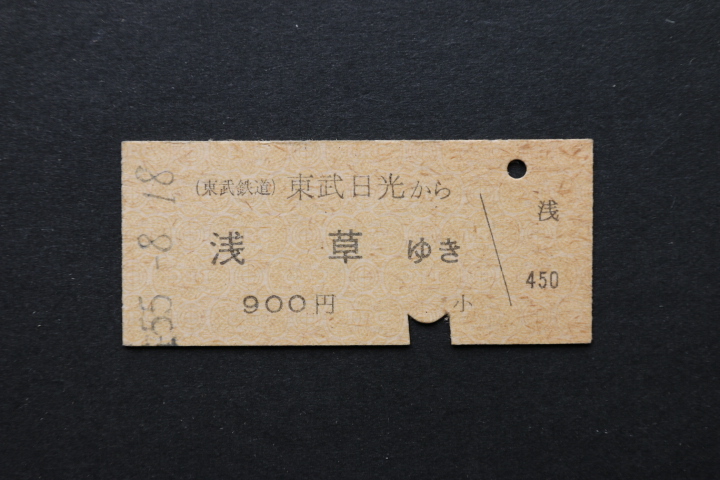 (東武鉄道) 東武日光から
浅草 ゆき
900円 小
浅
450
55 -8.18